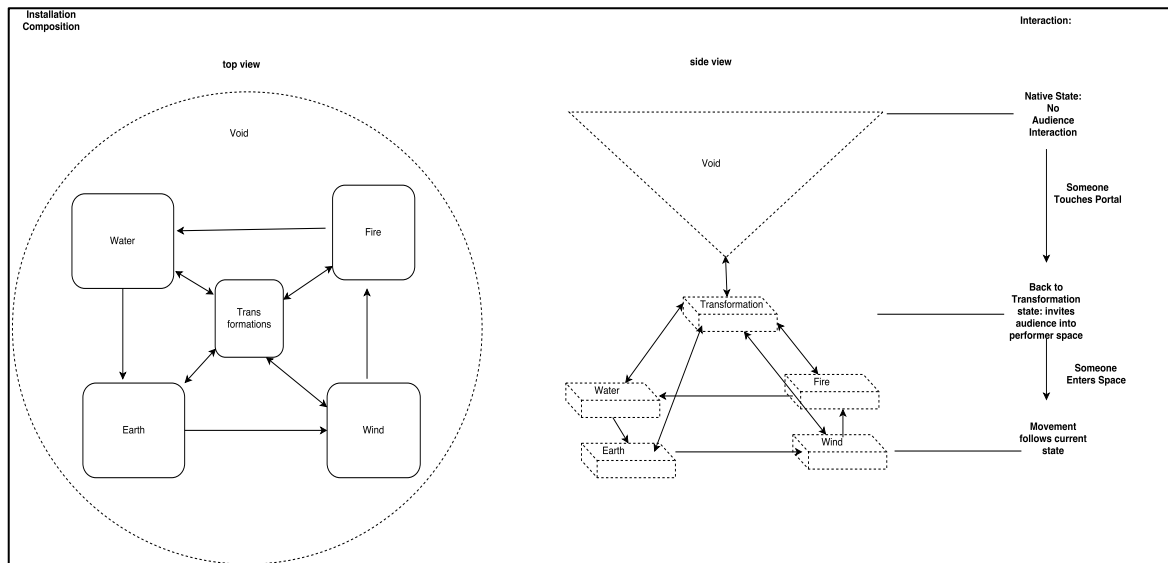 Installation
Composition
top view
Void
Water
Fire
Trans
formations
Earth
Wind
side view
Void
Transformation
Water
Fire
Earth
Wind
Interaction:
Native State:
No
Audience
Interaction
Someone
Touches Portal
Back to
Transformation
state: invites
audience into
performer space
Someone
Enters Space
Movement
follows current
state